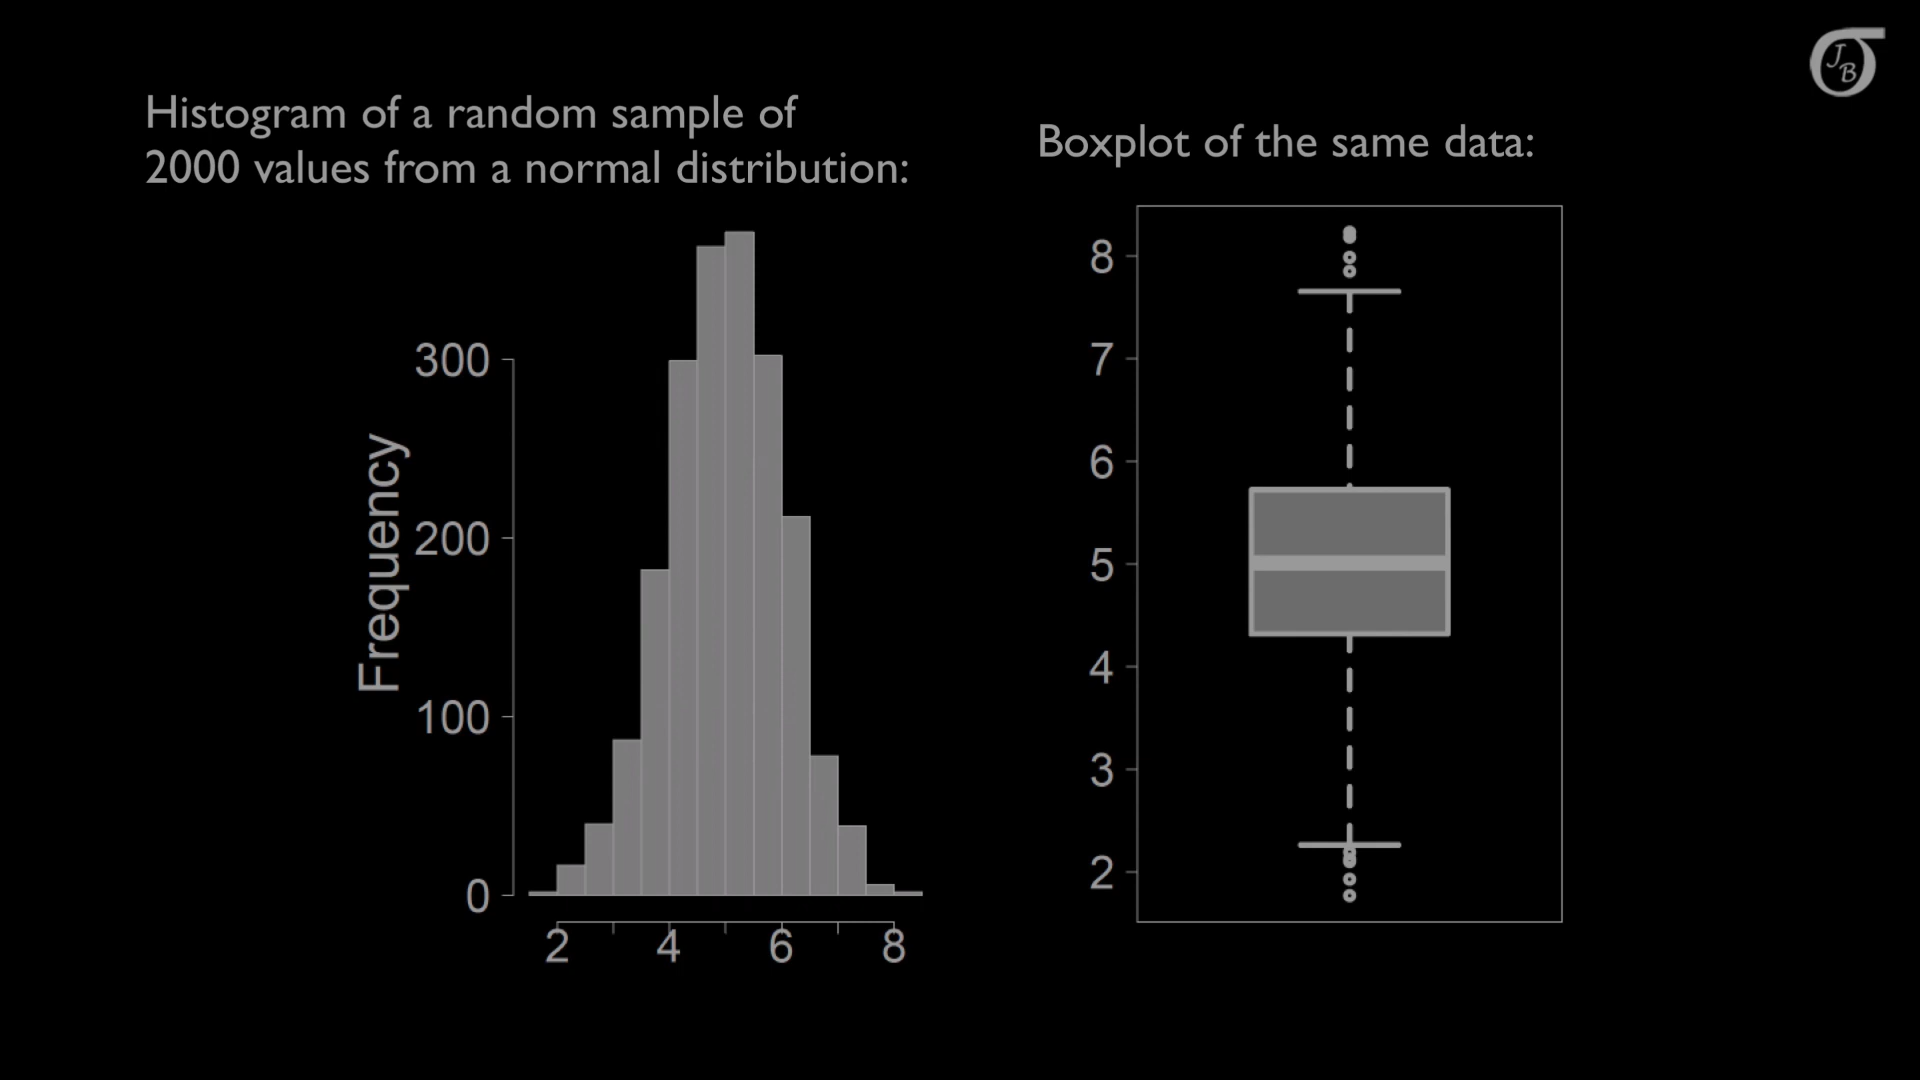 Histogram of a random sample of
2000 values from a normal distribution:
Boxplot of the same data:
JB
Frequency
300
200
100
0
2 4 6 8
8
7
6
5
4
3
2